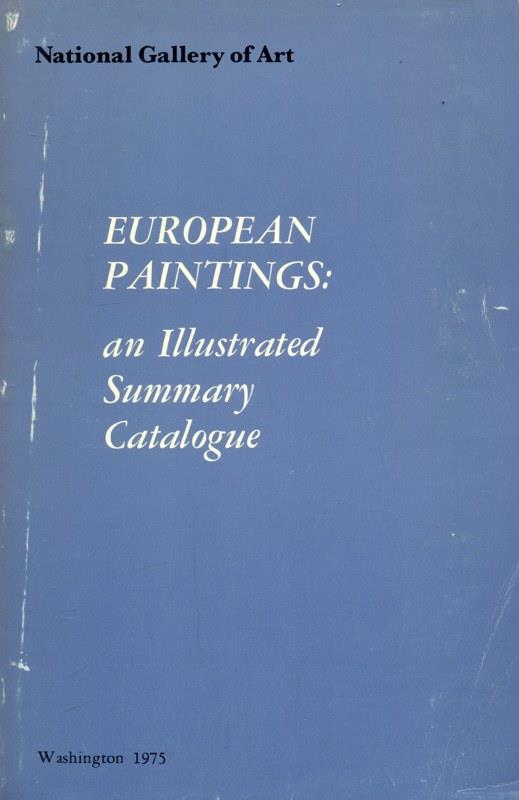 National Gallery of Art
EUROPEAN
PAINTINGS:
an Illustrated
Summary
Catalogue
Washington 1975